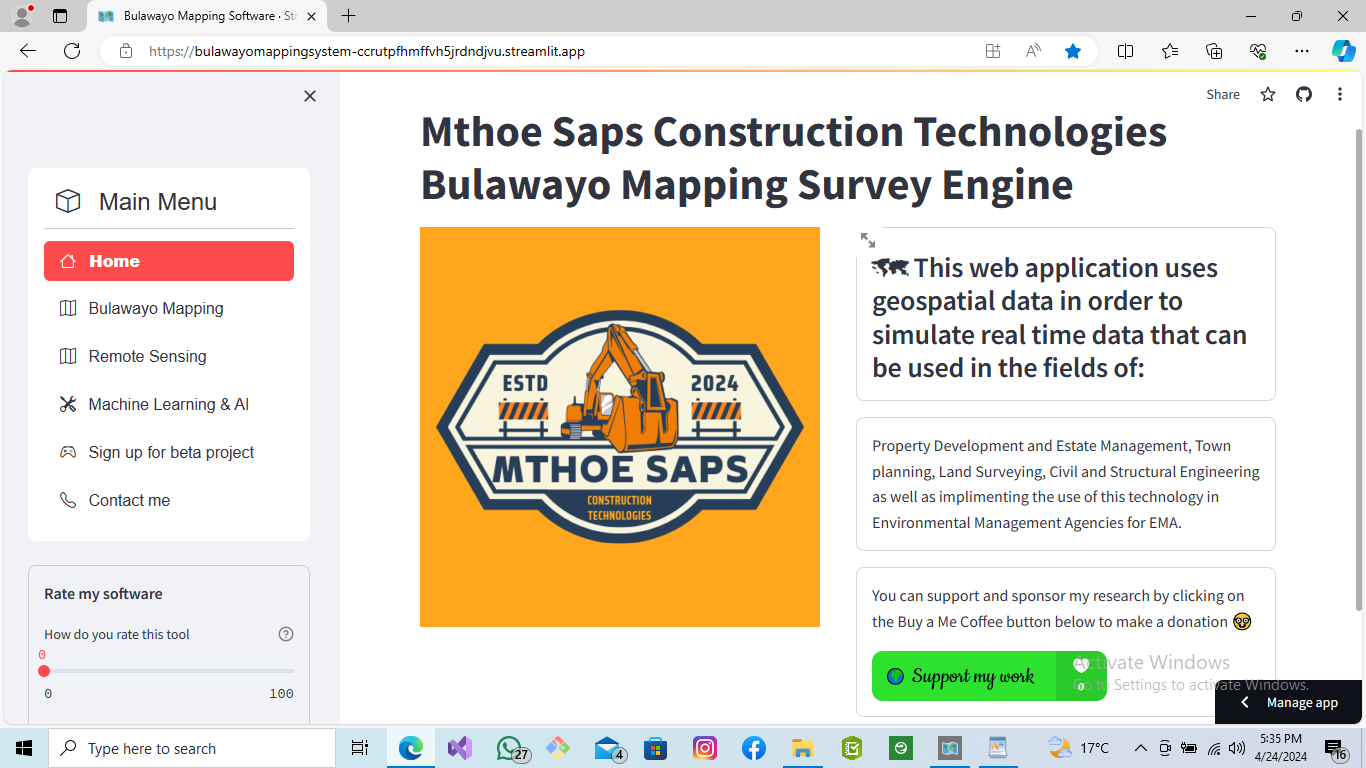 Bulawayo Mapping Software · Str
https://bulawayomappingsystem-ccrutpfhmffvh5jrdndjvu.streamlit.app
Share
Main Menu
Home
Bulawayo Mapping
Remote Sensing
Machine Learning & AI
Sign up for beta project
Contact me
Rate my software
How do you rate this tool
0
0 100
Mthoe Saps Construction Technologies
Bulawayo Mapping Survey Engine
ESTD 2024
MTHOE SAPS
CONSTRUCTION
TECHNOLOGIES
This web application uses
geospatial data in order to
simulate real time data that can
be used in the fields of:
Property Development and Estate Management, Town
planning, Land Surveying, Civil and Structural Engineering
as well as implimenting the use of this technology in
Environmental Management Agencies for EMA.
You can support and sponsor my research by clicking on
the Buy a Me Coffee button below to make a donation
Support my work
0
Activate Windows
Go to Settings to activate Windows.
Manage app
Type here to search
27
4
17°C
5:35 PM
4/24/2024
16